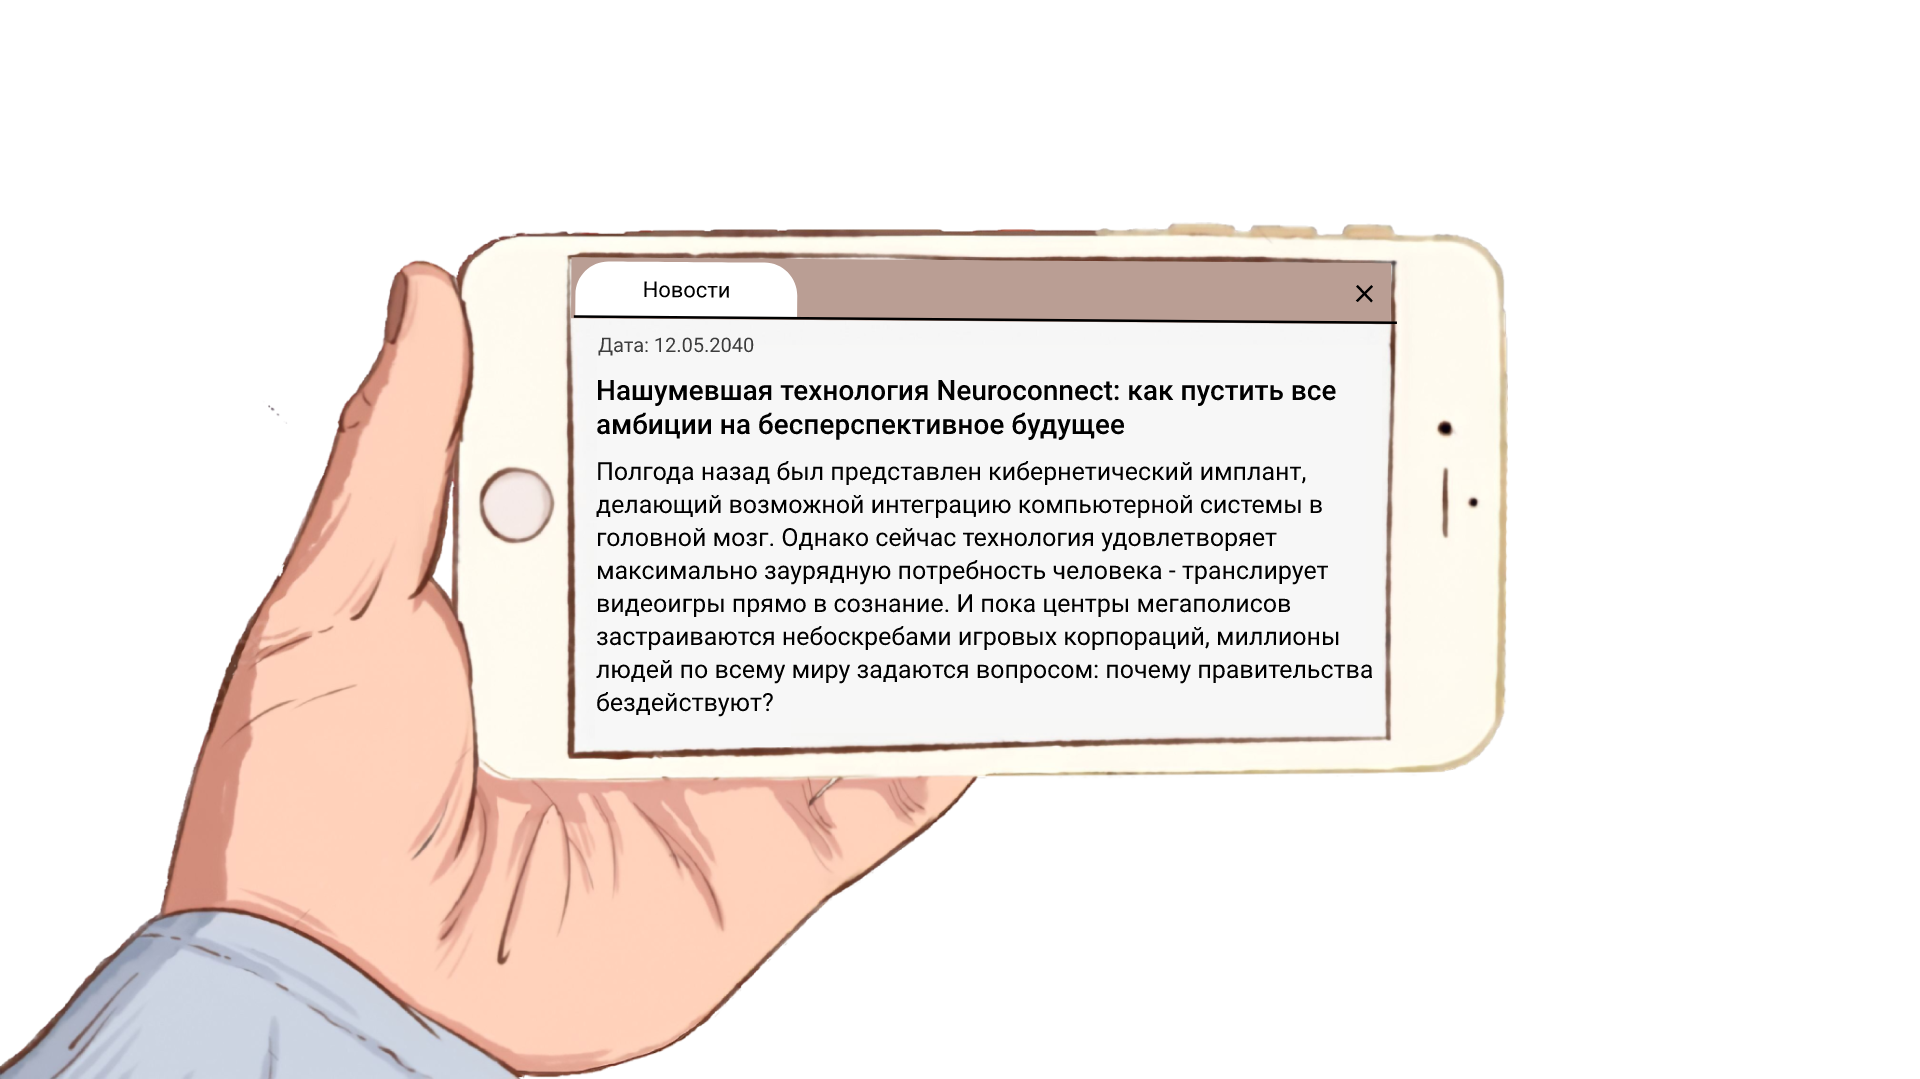 Новости
Дата: 12.05.2040
Нашумевшая технология Neuroconnect: как пустить все
амбиции на бесперспективное будущее
Полгода назад был представлен кибернетический имплант,
делающий возможной интеграцию компьютерной системы в
головной мозг. Однако сейчас технология удовлетворяет
максимально заурядную потребность человека - транслирует
видеоигры прямо в сознание. И пока центры мегаполисов
застраиваются небоскребами игровых корпораций, миллионы
людей по всему миру задаются вопросом: почему правительства
бездействуют?